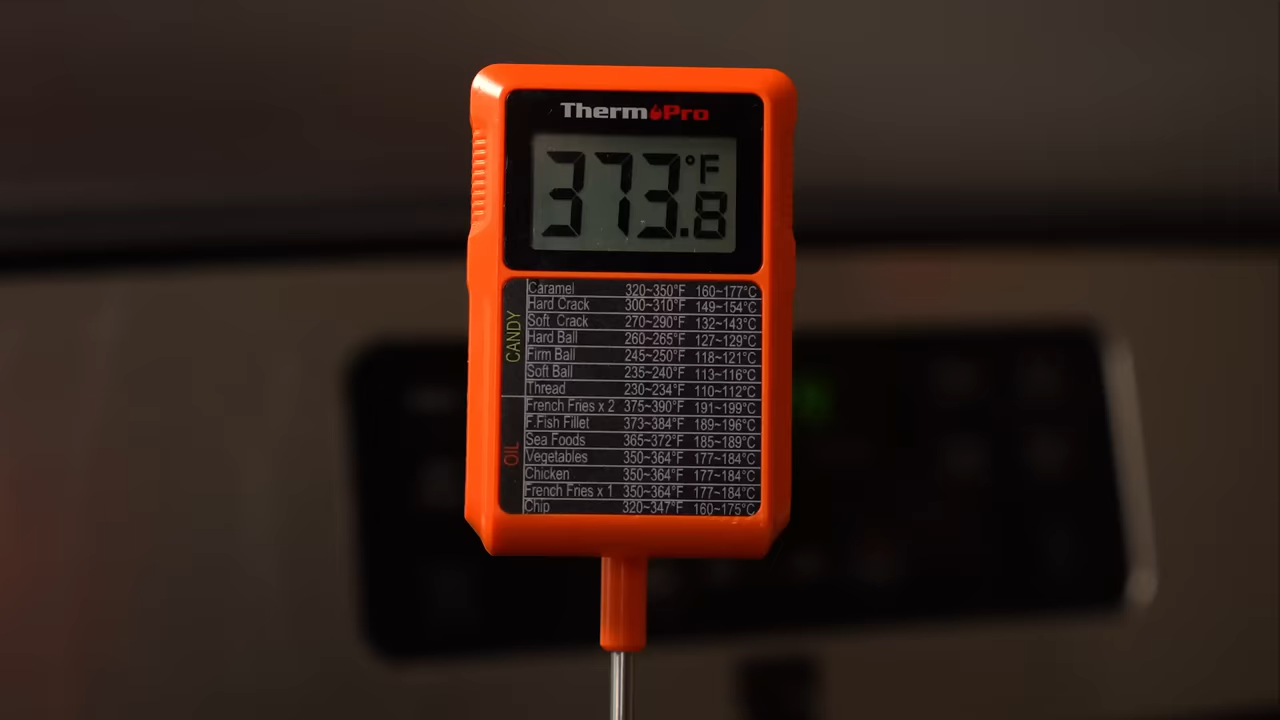 ThermPro
373.8 °F
CANDY
Caramel 320~350°F 160~177°C
Hard Crack 300~310°F 149~154°C
Soft Crack 270~290°F 132~143°C
Hard Ball 260~265°F 127~129°C
Firm Ball 245~250°F 118~121°C
Soft Ball 235~240°F 113~116°C
Thread 230~234°F 110~112°C
OIL
French Fries x 2 375~390°F 191~199°C
F.Fish Fillet 373~384°F 189~196°C
Sea Foods 365~372°F 185~189°C
Vegetables 350~364°F 177~184°C
Chicken 350~364°F 177~184°C
French Fries x 1 350~364°F 177~184°C
Chip 320~347°F 160~175°C